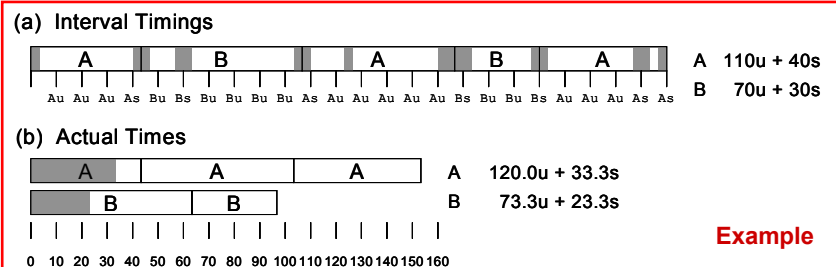 (a) Interval Timings
A B A B A A 110u + 40s
Au Au Au As Bu Bs Bu Bu Bu Bu As Au Au Au Au Au Bs Bu Bu Bs Au Au Au As As B 70u + 30s
(b) Actual Times
A A A A 120.0u + 33.3s
B B B 73.3u + 23.3s
Example
0 10 20 30 40 50 60 70 80 90 100 110 120 130 140 150 160